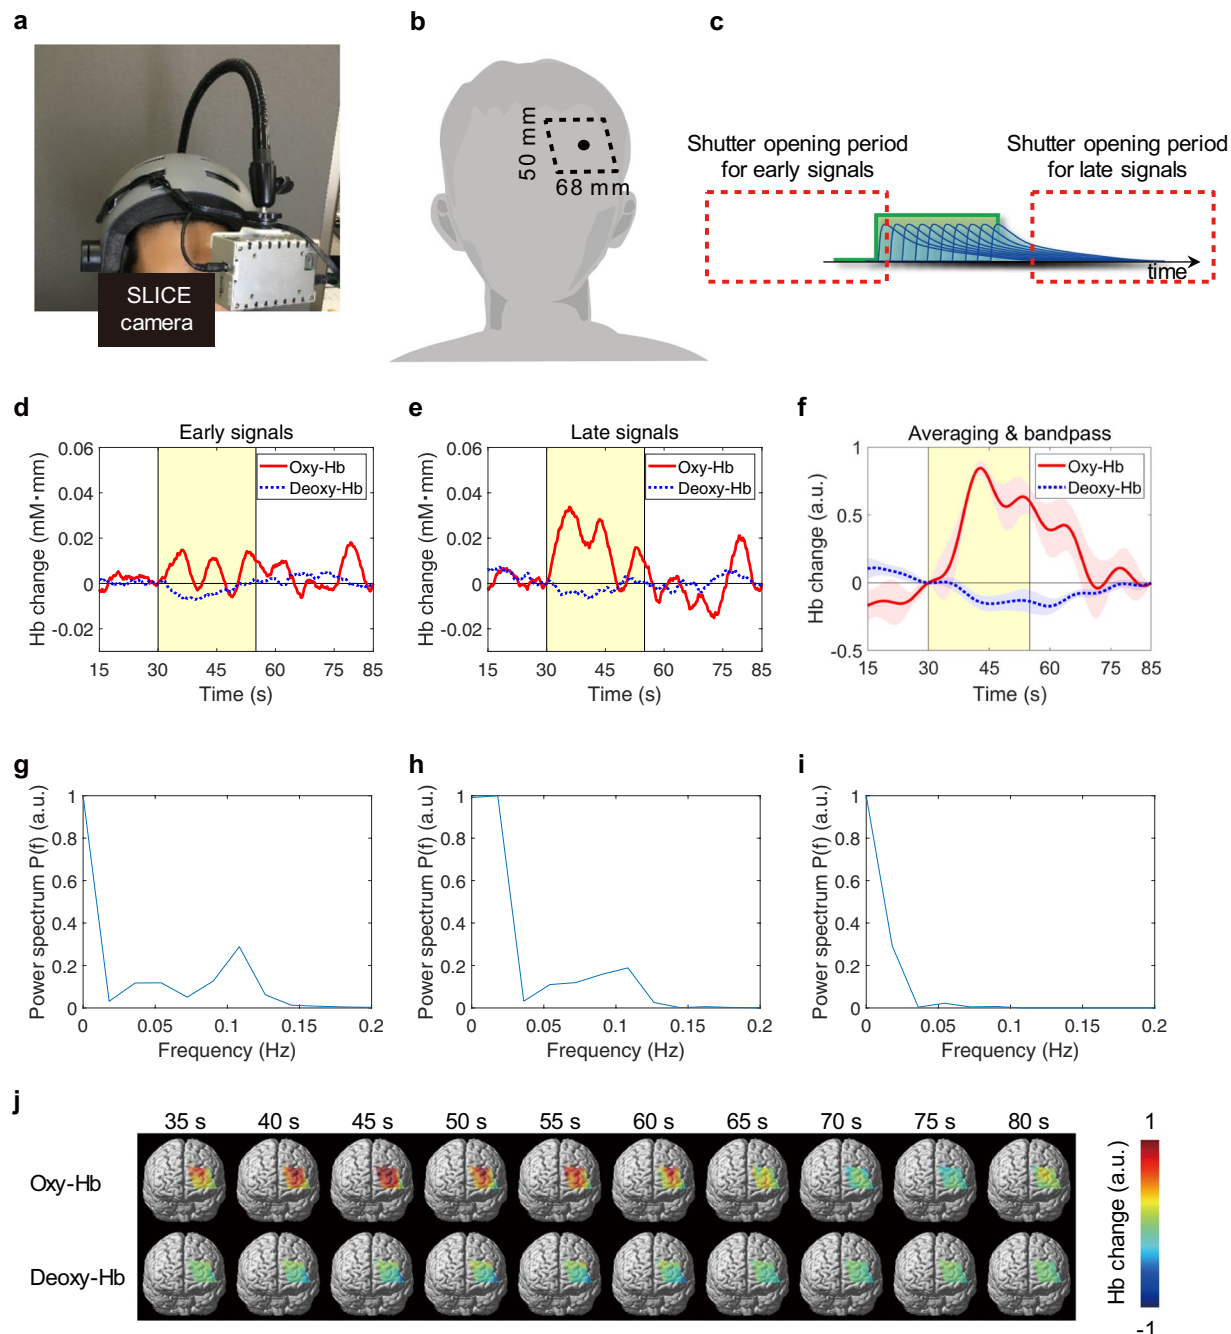 a
SLICE
camera
b
50 mm
68 mm
c
Shutter opening period
for early signals
Shutter opening period
for late signals
time
d
Early signals
Hb change (mM・mm)
0.06
0.04
0.02
0
-0.02
Oxy-Hb
Deoxy-Hb
15 30 45 60 75 85
Time (s)
e
Late signals
Hb change (mM・mm)
0.06
0.04
0.02
0
-0.02
Oxy-Hb
Deoxy-Hb
15 30 45 60 75 85
Time (s)
f
Averaging & bandpass
Hb change (a.u.)
1
0.5
0
-0.5
Oxy-Hb
Deoxy-Hb
15 30 45 60 75 85
Time (s)
g
Power spectrum P(f) (a.u.)
1
0.8
0.6
0.4
0.2
0
0 0.05 0.1 0.15 0.2
Frequency (Hz)
h
Power spectrum P(f) (a.u.)
1
0.8
0.6
0.4
0.2
0
0 0.05 0.1 0.15 0.2
Frequency (Hz)
i
Power spectrum P(f) (a.u.)
1
0.8
0.6
0.4
0.2
0
0 0.05 0.1 0.15 0.2
Frequency (Hz)
j
35 s 40 s 45 s 50 s 55 s 60 s 65 s 70 s 75 s 80 s
Oxy-Hb
Deoxy-Hb
1
Hb change (a.u.)
-1